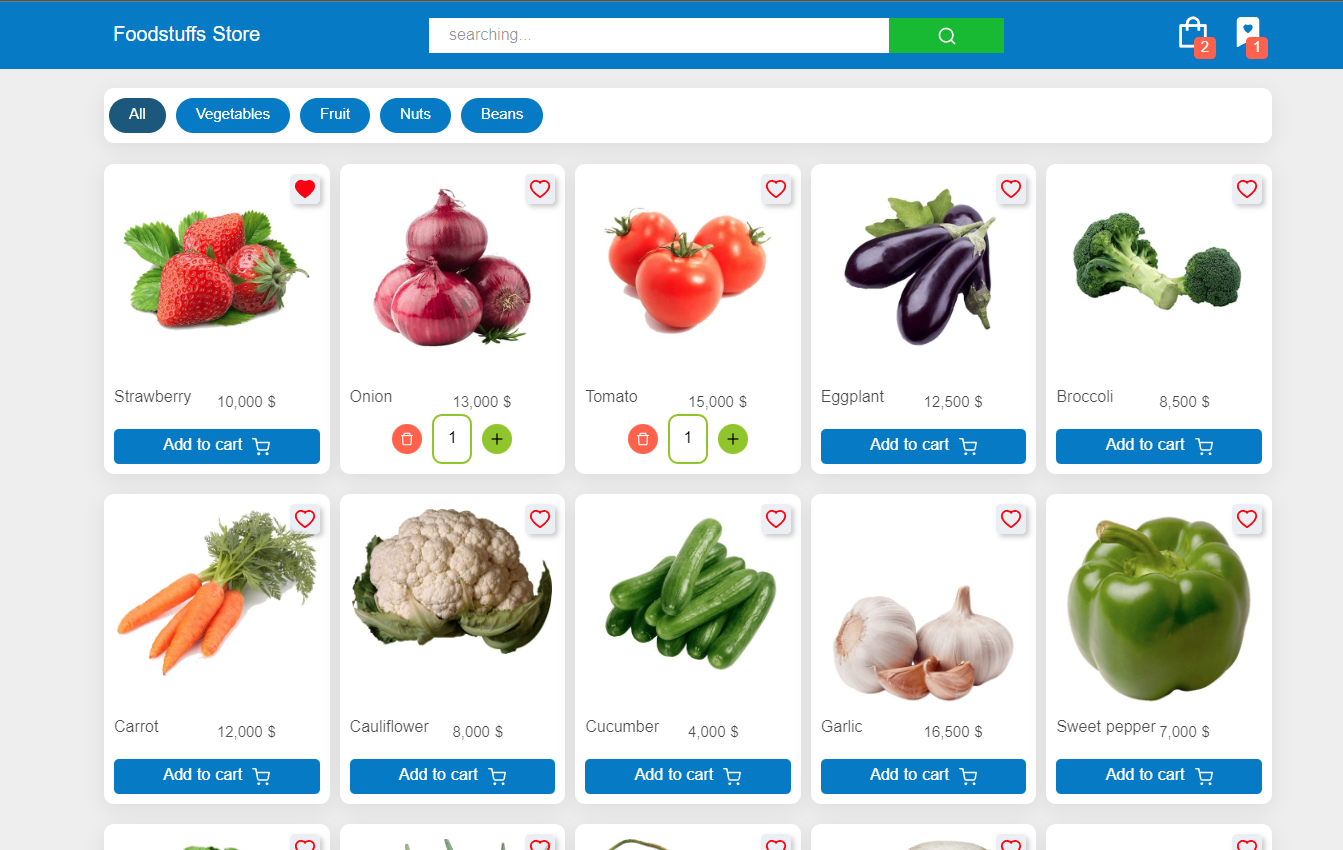 Foodstuffs Store
searching...
2
1
All
Vegetables
Fruit
Nuts
Beans
Strawberry 10,000 $
Add to cart
Onion 13,000 $
1
Tomato 15,000 $
1
Eggplant 12,500 $
Add to cart
Broccoli 8,500 $
Add to cart
Carrot 12,000 $
Add to cart
Cauliflower 8,000 $
Add to cart
Cucumber 4,000 $
Add to cart
Garlic 16,500 $
Add to cart
Sweet pepper 7,000 $
Add to cart